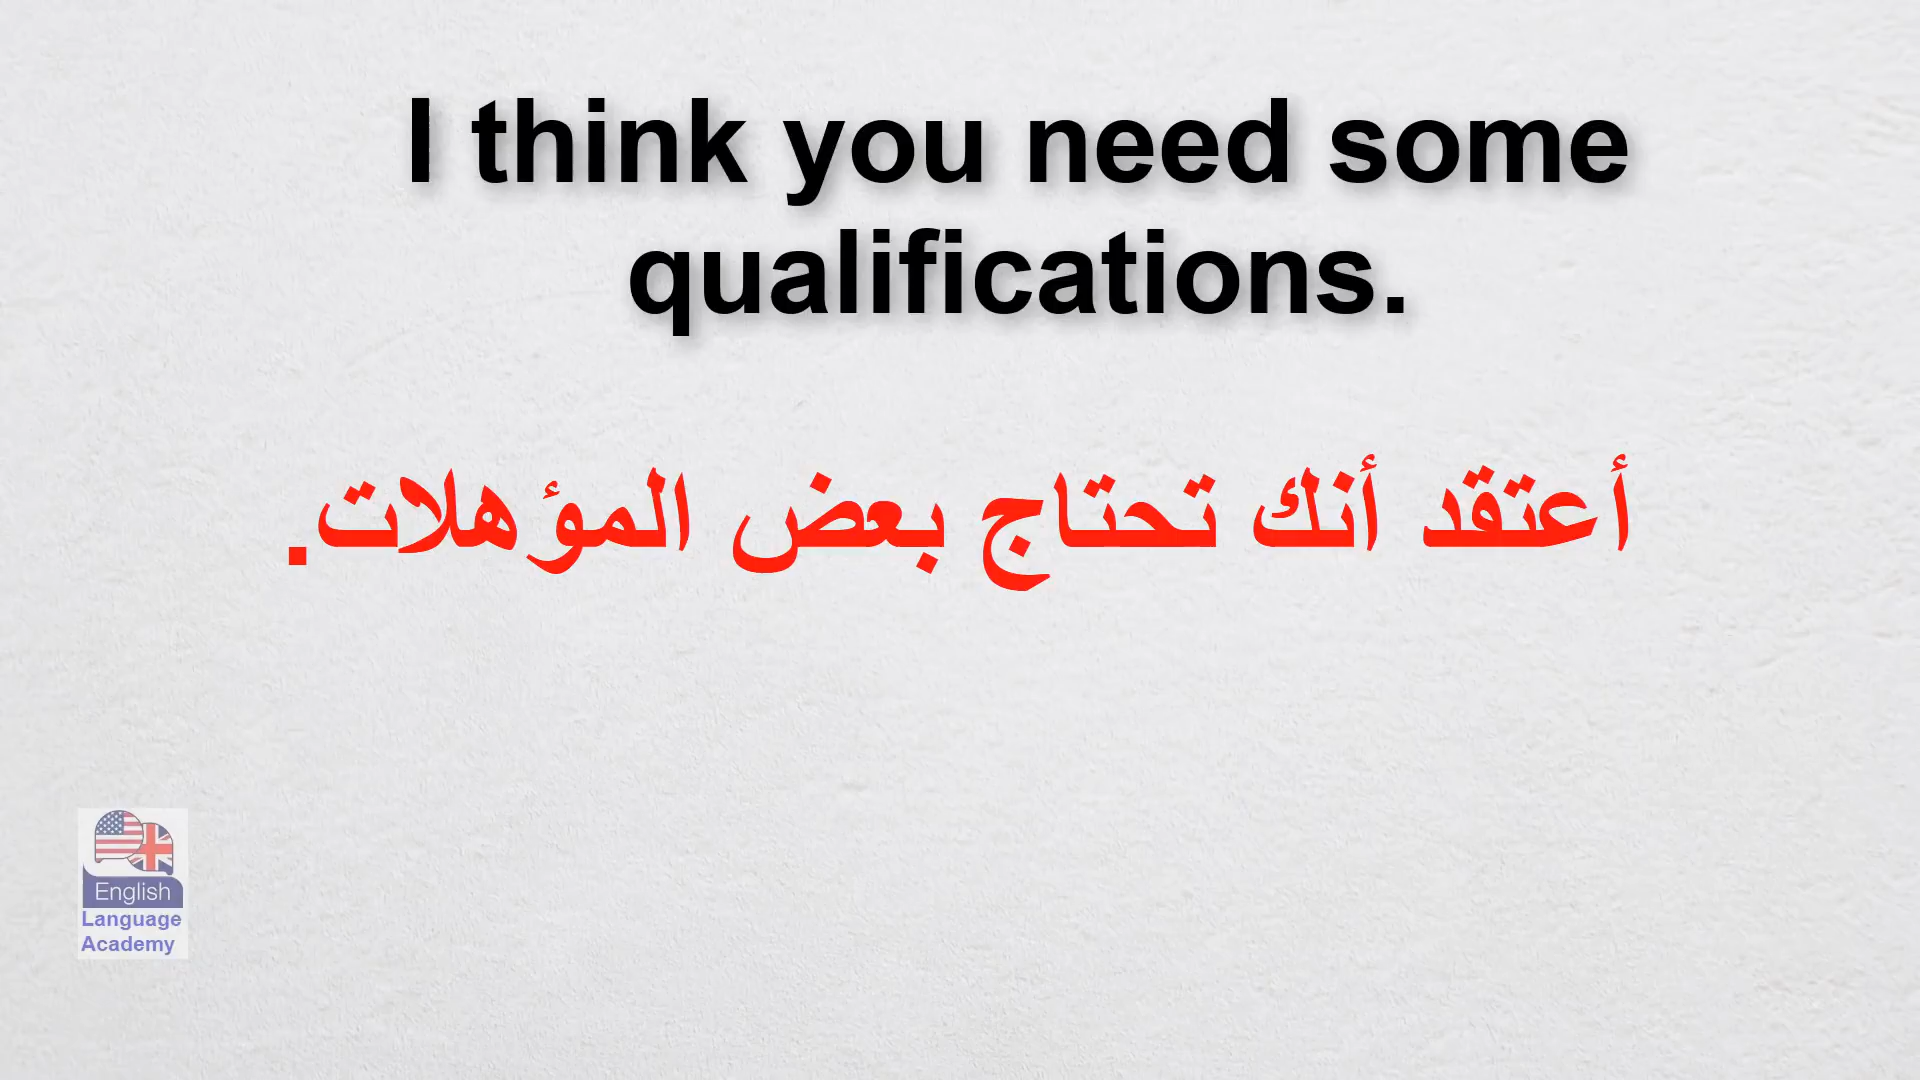 I think you need some
qualifications.
أعتقد أنك تحتاج بعض المؤهلات.
English
Language
Academy